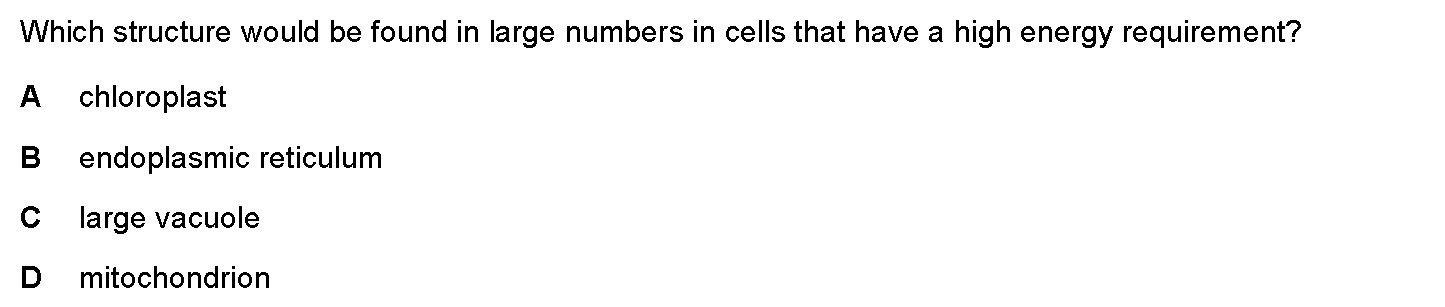 Which structure would be found in large numbers in cells that have a high energy requirement?
A chloroplast
B endoplasmic reticulum
C large vacuole
D mitochondrion